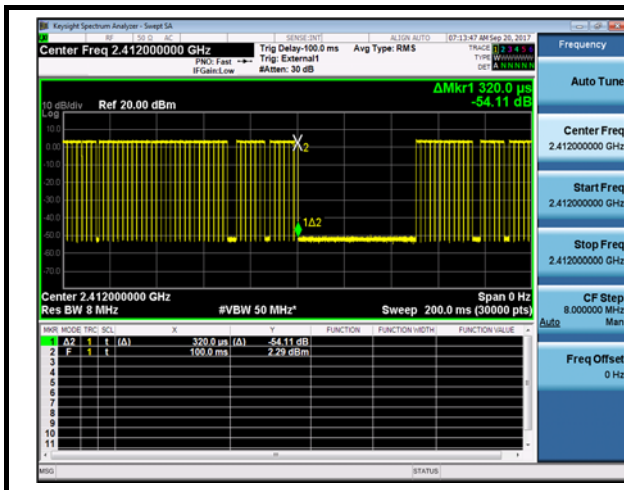 Keysight Spectrum Analyzer - Swept SA
RF 50 Ω AC SENSE:INT ALIGN AUTO 07:13:47 AM Sep 20, 2017
Center Freq 2.412000000 GHz
PNO: Fast
IFGain:Low
Trig Delay-100.0 ms
Trig: External1
#Atten: 30 dB
Avg Type: RMS
TRACE 1 2 3 4 5 6
TYPE WWWWWW
DET A N N N N N
Frequency
ΔMkr1 320.0 µs
-54.11 dB
10 dB/div Ref 20.00 dBm
Log
10.0
0.00
-10.0
-20.0
-30.0
-40.0
-50.0
-60.0
-70.0
2
1Δ2
Center 2.412000000 GHz Span 0 Hz
Res BW 8 MHz #VBW 50 MHz* Sweep 200.0 ms (30000 pts)
MKR MODE TRC SCL X Y FUNCTION FUNCTION WIDTH FUNCTION VALUE
1 Δ2 1 t (Δ) 320.0 µs (Δ) -54.11 dB
2 F 1 t 100.0 ms 2.29 dBm
3
4
5
6
7
8
9
10
11
MSG STATUS
Auto Tune
Center Freq
2.412000000 GHz
Start Freq
2.412000000 GHz
Stop Freq
2.412000000 GHz
CF Step
8.000000 MHz
Auto Man
Freq Offset
0 Hz